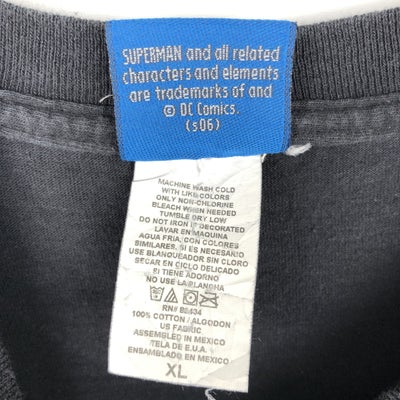 SUPERMAN and all related
characters and elements
are trademarks of and
© DC Comics.
(s06)
MACHINE WASH COLD
WITH LIKE COLORS
ONLY NON-CHLORINE
BLEACH WHEN NEEDED
TUMBLE DRY LOW
DO NOT IRON IF DECORATED
LAVAR EN MAQUINA
AGUA FRIA, CON COLORES
SIMILARES. SI ES NECESARIO
USE BLANQUEADOR SIN CLORO
SECAR EN CICLO DELICADO
SI TIENE ADORNO
NO USE LA PLANCHA
RN#
100% COTTON / ALGODON
US FABRIC
ASSEMBLED IN MEXICO
TELA DE E.U.A.
ENSAMBLADO EN MEXICO
XL